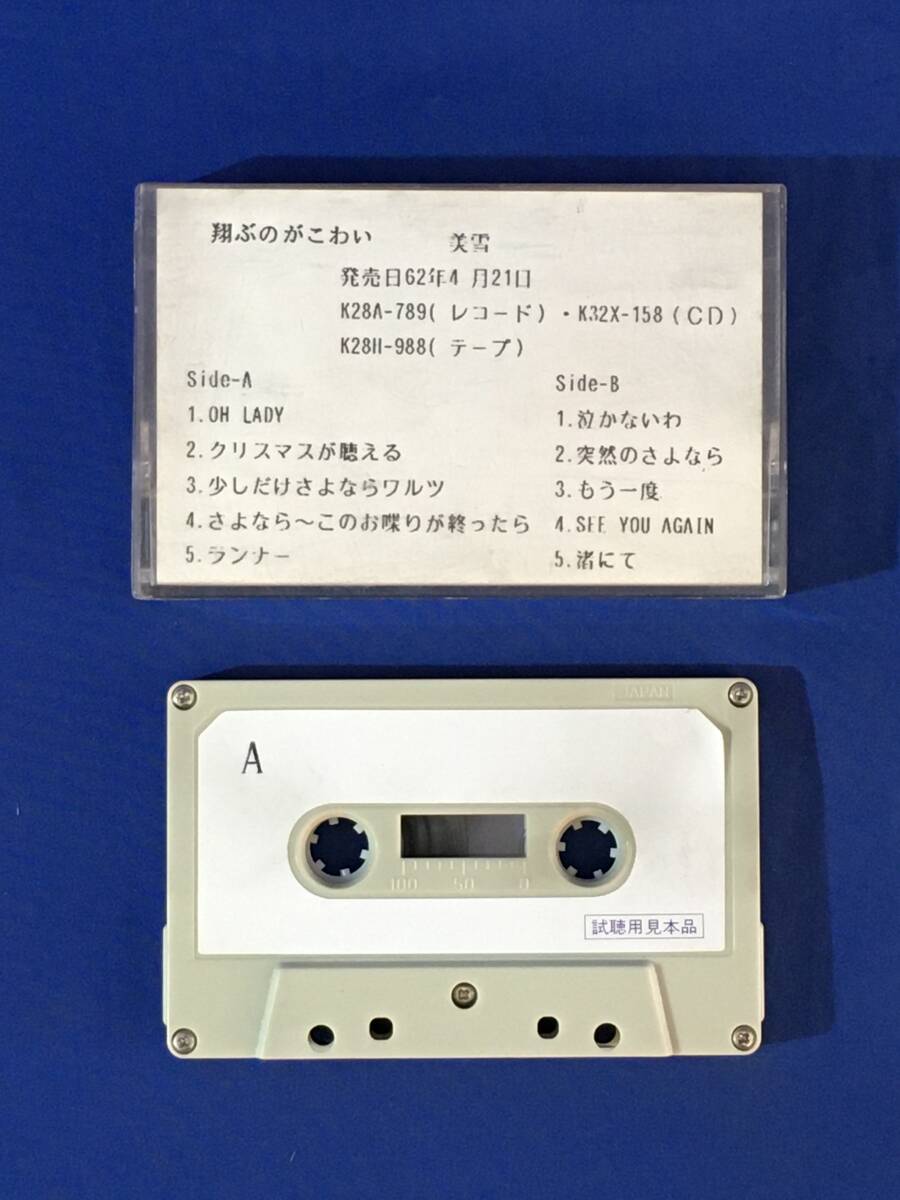 翔ぶのがこわい 美雪
発売日62年4 月21日
K28A-789( レコード) ・K32X-158 (CD)
K28H-988( テープ)
Side-A
1.OH LADY
2.クリスマスが聴える
3.少しだけさよならワルツ
4.さよなら〜このお喋りが終ったら
5.ランナー
Side-B
1.泣かないわ
2.突然のさよなら
3.もう一度
4.SEE YOU AGAIN
5.渚にて
JAPAN
A
100 50 0
試聴用見本品